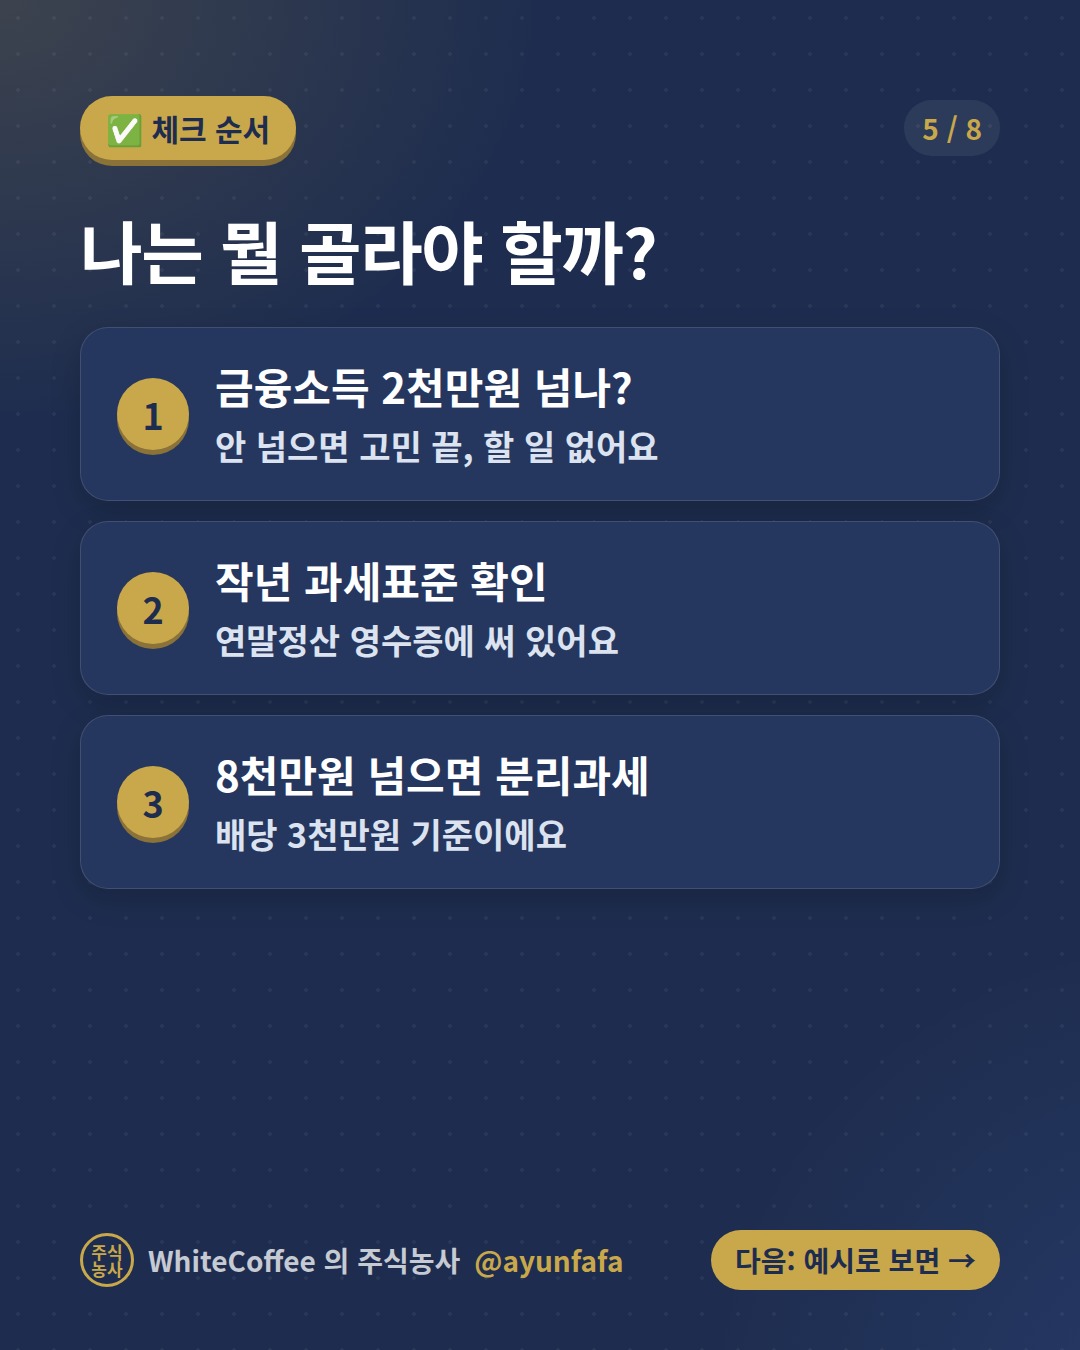 ✅ 체크 순서
5 / 8
나는 뭘 골라야 할까?
1
금융소득 2천만원 넘나?
안 넘으면 고민 끝, 할 일 없어요
2
작년 과세표준 확인
연말정산 영수증에 써 있어요
3
8천만원 넘으면 분리과세
배당 3천만원 기준이에요
주식
농사
WhiteCoffee 의 주식농사 @ayunfafa
다음: 예시로 보면 →